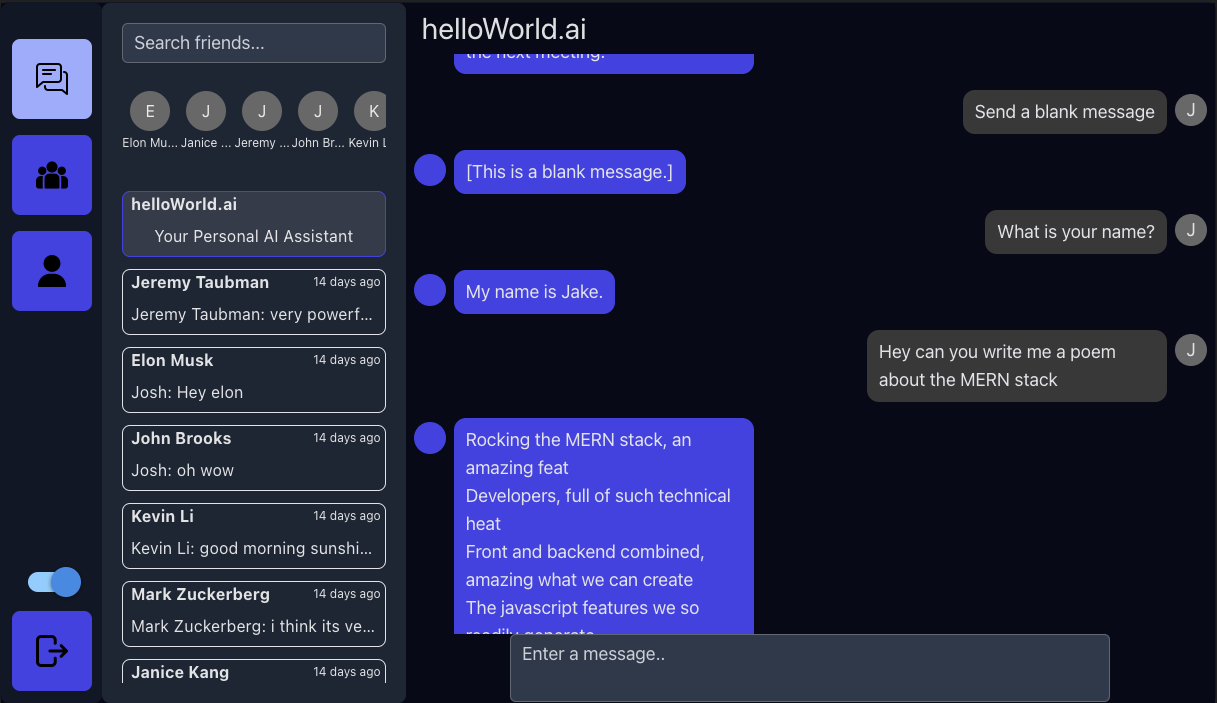 Search friends...
E
J
J
J
K
Elon Mu...
Janice ...
Jeremy ...
John Br...
Kevin L
helloWorld.ai
Your Personal AI Assistant
Jeremy Taubman
14 days ago
Jeremy Taubman: very powerf...
Elon Musk
14 days ago
Josh: Hey elon
John Brooks
14 days ago
Josh: oh wow
Kevin Li
14 days ago
Kevin Li: good morning sunshi...
Mark Zuckerberg
14 days ago
Mark Zuckerberg: i think its ve...
Janice Kang
14 days ago
helloWorld.ai
the next meeting.
Send a blank message
J
[This is a blank message.]
What is your name?
J
My name is Jake.
Hey can you write me a poem
about the MERN stack
J
Rocking the MERN stack, an
amazing feat
Developers, full of such technical
heat
Front and backend combined,
amazing what we can create
The javascript features we so
readily generate
Enter a message..